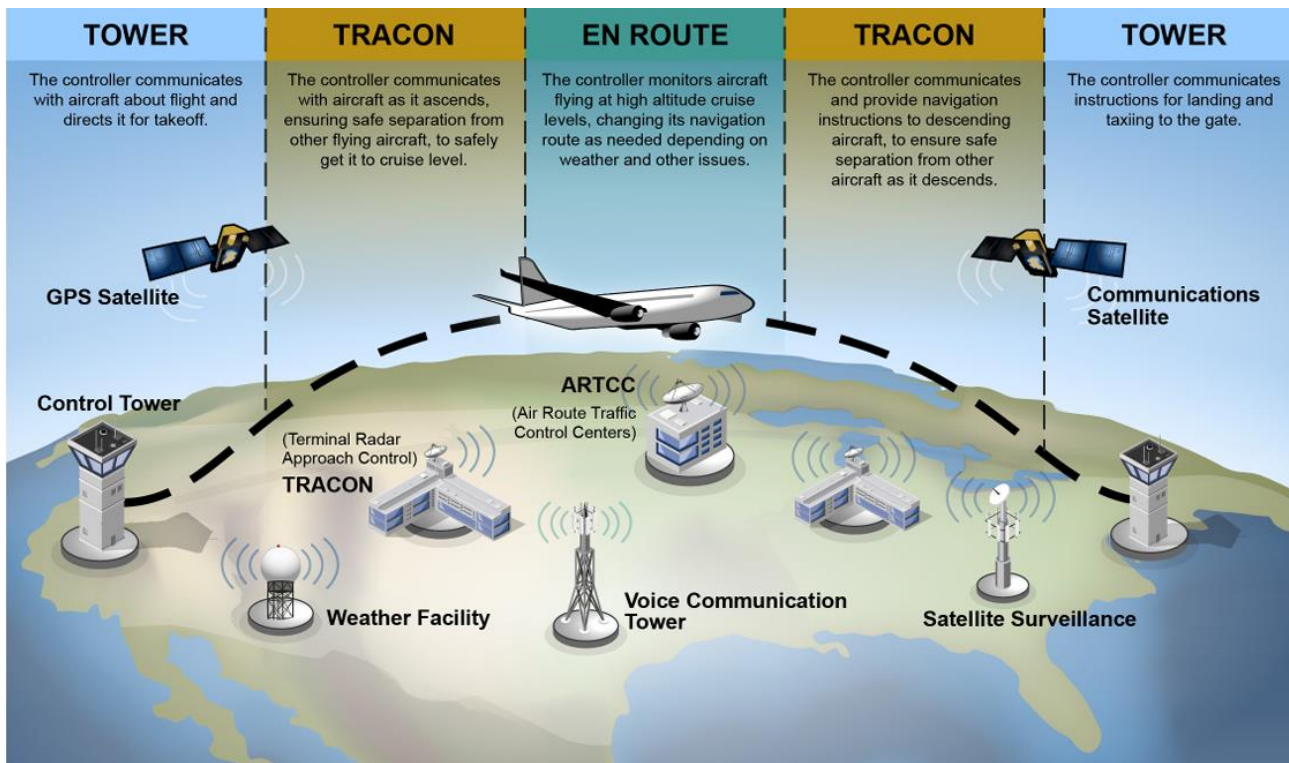 TOWER
The controller communicates
with aircraft about flight and
directs it for takeoff.
TRACON
The controller communicates
with aircraft as it ascends,
ensuring safe separation from
other flying aircraft, to safely
get it to cruise level.
EN ROUTE
The controller monitors aircraft
flying at high altitude cruise
levels, changing its navigation
route as needed depending on
weather and other issues.
TRACON
The controller communicates
and provide navigation
instructions to descending
aircraft, to ensure safe
separation from other
aircraft as it descends.
TOWER
The controller communicates
instructions for landing and
taxiing to the gate.
GPS Satellite
Communications
Satellite
Control Tower
(Terminal Radar
Approach Control)
TRACON
ARTCC
(Air Route Traffic
Control Centers)
Weather Facility
Voice Communication
Tower
Satellite Surveillance